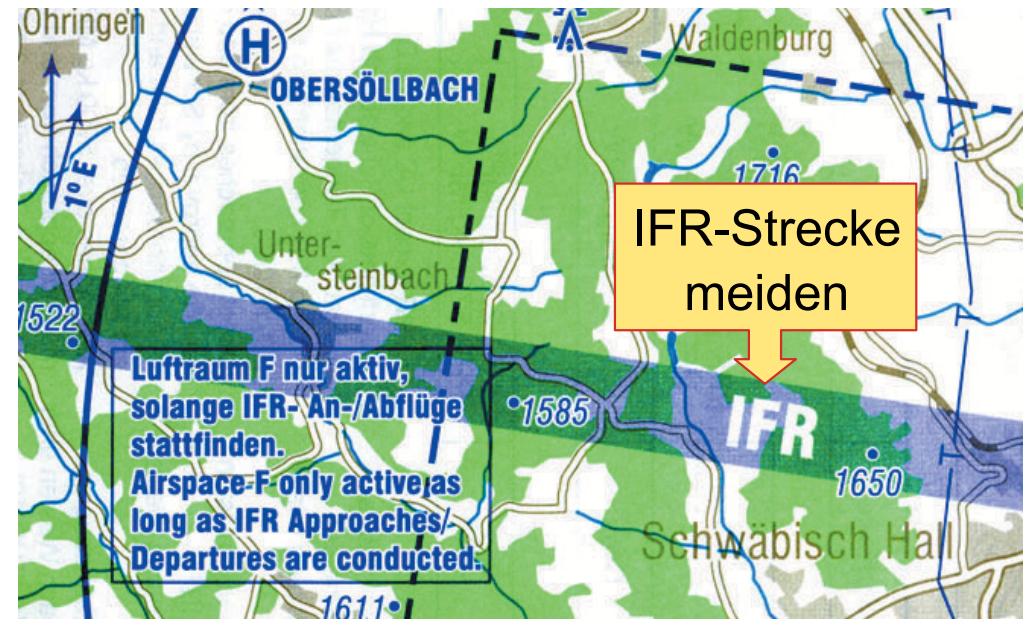 Öhringen
H
OBERSÖLLBACH
Waldenburg
1° E
1716
IFR-Strecke
meiden
Unter-
steinbach
1522
Luftraum F nur aktiv,
solange IFR- An-/Abflüge
stattfinden.
Airspace F only active as
long as IFR Approaches/
Departures are conducted.
1585
IFR
1650
Schwäbisch Hall
1611